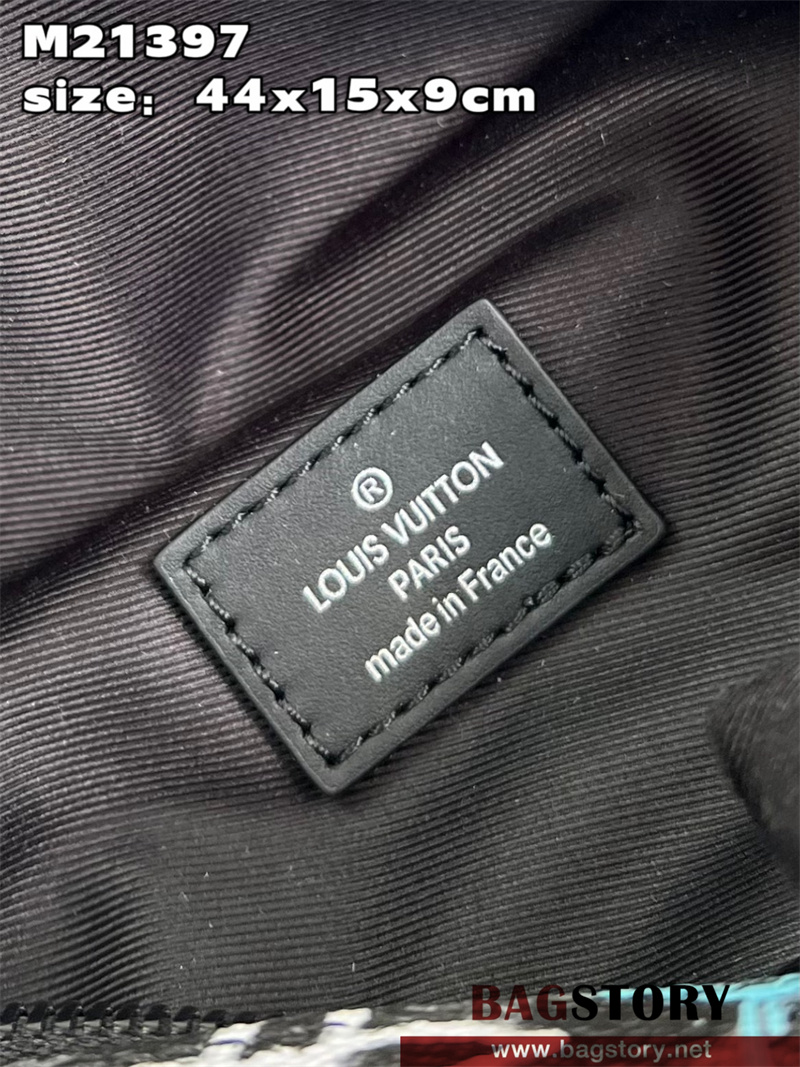 M21397
size： 44x15x9cm
®
LOUIS VUITTON
PARIS
made in France
BAGSTORY
www.bagstory.net